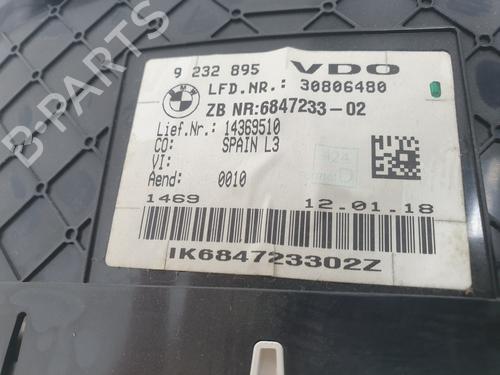 9 232 895 VDO
BMW
LFD.NR.: 30806480
ZB NR:6847233-02
Lief.Nr.: 14369510
CO: SPAIN L3
VI:
Aend: 0010
1469 12.01.18
IK684723302Z
B-PARTS